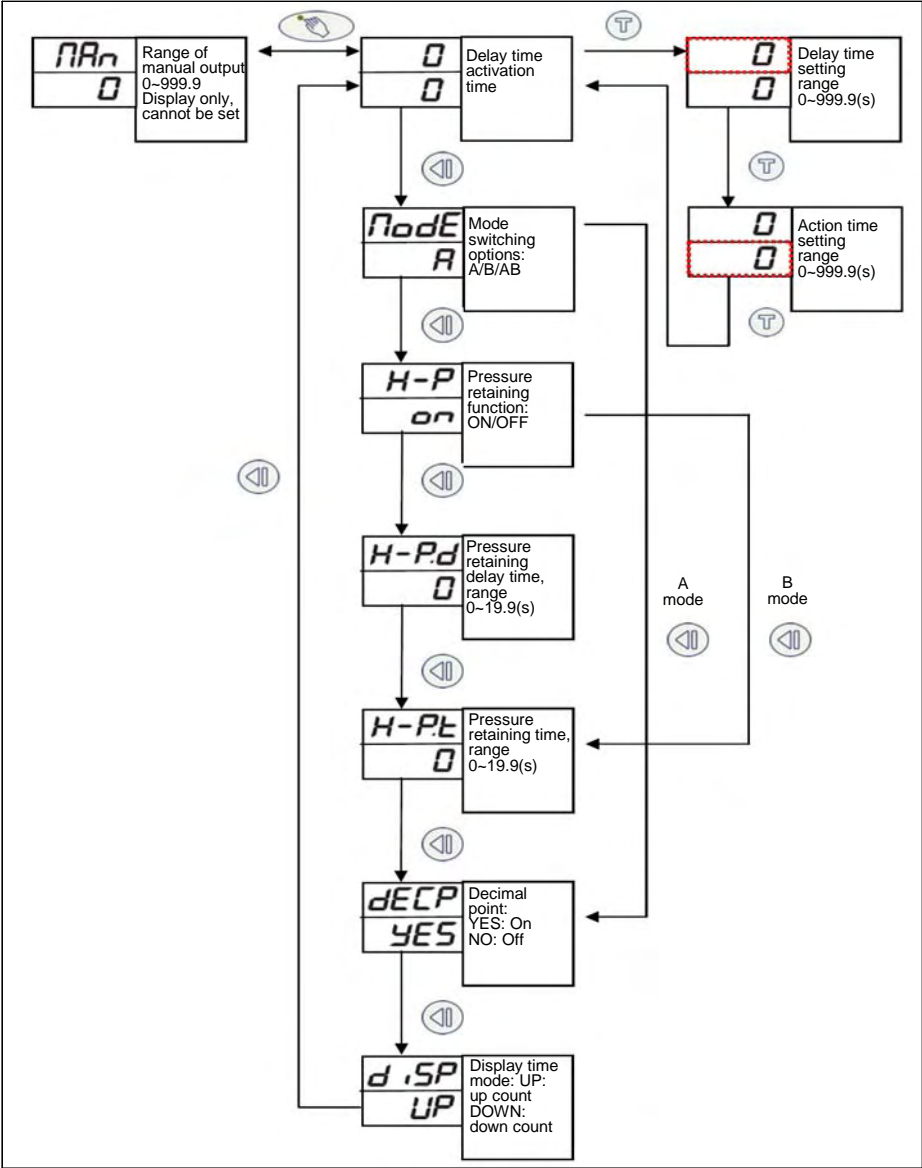 MAn
0
Range of
manual output
0~999.9
Display only,
cannot be set
0
0
Delay time
activation
time
T
0
0
Delay time
setting
range
0~999.9(s)
T
0
0
Action time
setting
range
0~999.9(s)
T
modE
A
Mode
switching
options:
A/B/AB
H-P
on
Pressure
retaining
function:
ON/OFF
H-P.d
0
Pressure
retaining
delay time,
range
0~19.9(s)
A
mode
B
mode
H-P.t
0
Pressure
retaining time,
range
0~19.9(s)
dECP
YES
Decimal
point:
YES: On
NO: Off
diSP
UP
Display time
mode: UP:
up count
DOWN:
down count